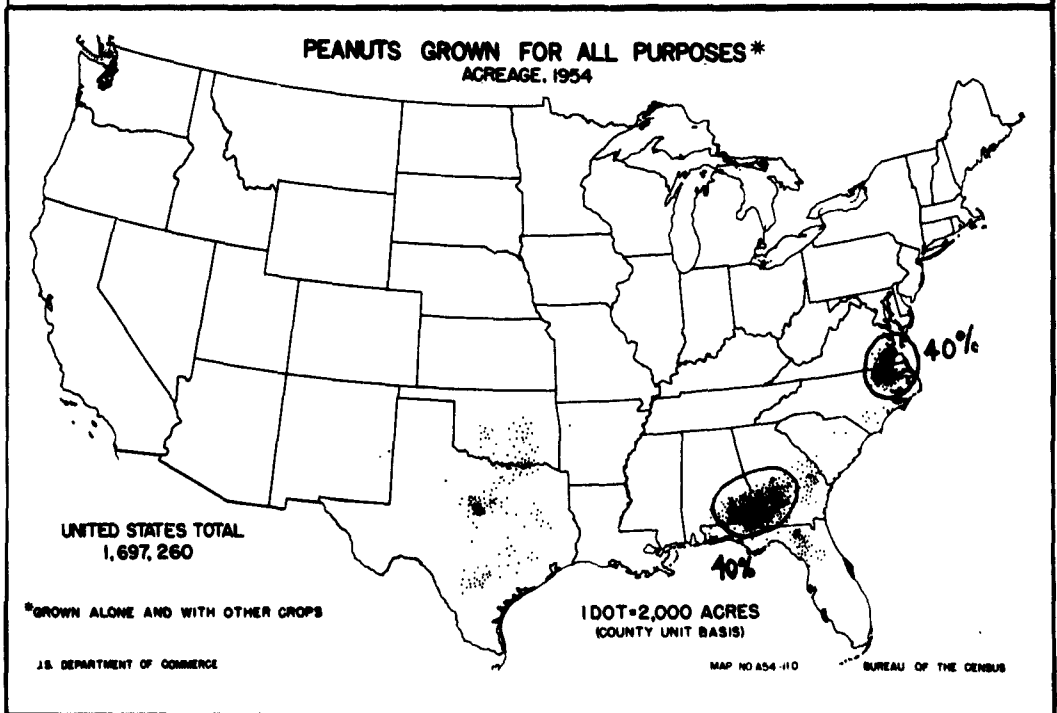 PEANUTS GROWN FOR ALL PURPOSES*
ACREAGE, 1954
40%
40%
UNITED STATES TOTAL
1,697,260
*GROWN ALONE AND WITH OTHER CROPS
1 DOT=2,000 ACRES
(COUNTY UNIT BASIS)
U.S. DEPARTMENT OF COMMERCE
MAP NO A54-110
BUREAU OF THE CENSUS